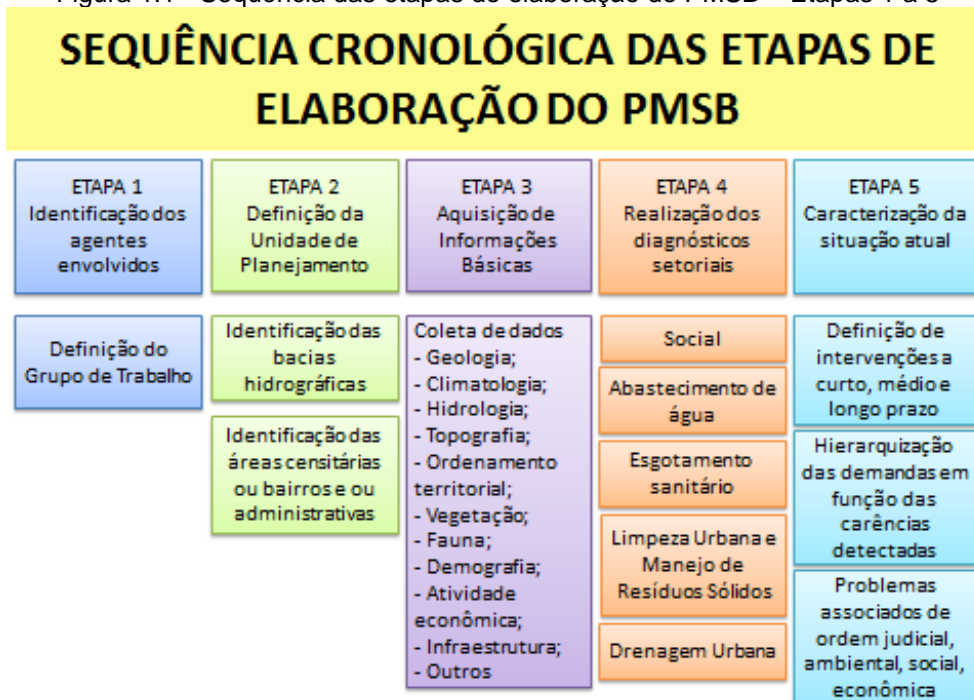 SEQUÊNCIA CRONOLÓGICA DAS ETAPAS DE
ELABORAÇÃO DO PMSB
ETAPA 1
Identificação dos
agentes
envolvidos
Definição do
Grupo de Trabalho
ETAPA 2
Definição da
Unidade de
Planejamento
Identificação das
bacias
hidrográficas
Identificação das
áreas censitárias
ou bairros e ou
administrativas
ETAPA 3
Aquisição de
Informações
Básicas
Coleta de dados
- Geologia;
- Climatologia;
- Hidrologia;
- Topografia;
- Ordenamento
territorial;
- Vegetação;
- Fauna;
- Demografia;
- Atividade
econômica;
- Infraestrutura;
- Outros
ETAPA 4
Realização dos
diagnósticos
setoriais
Social
Abastecimento de
água
Esgotamento
sanitário
Limpeza Urbana e
Manejo de
Resíduos Sólidos
Drenagem Urbana
ETAPA 5
Caracterização da
situação atual
Definição de
intervenções a
curto, médio e
longo prazo
Hierarquização
das demandas em
função das
carências
detectadas
Problemas
associados de
ordem judicial,
ambiental, social,
econômica